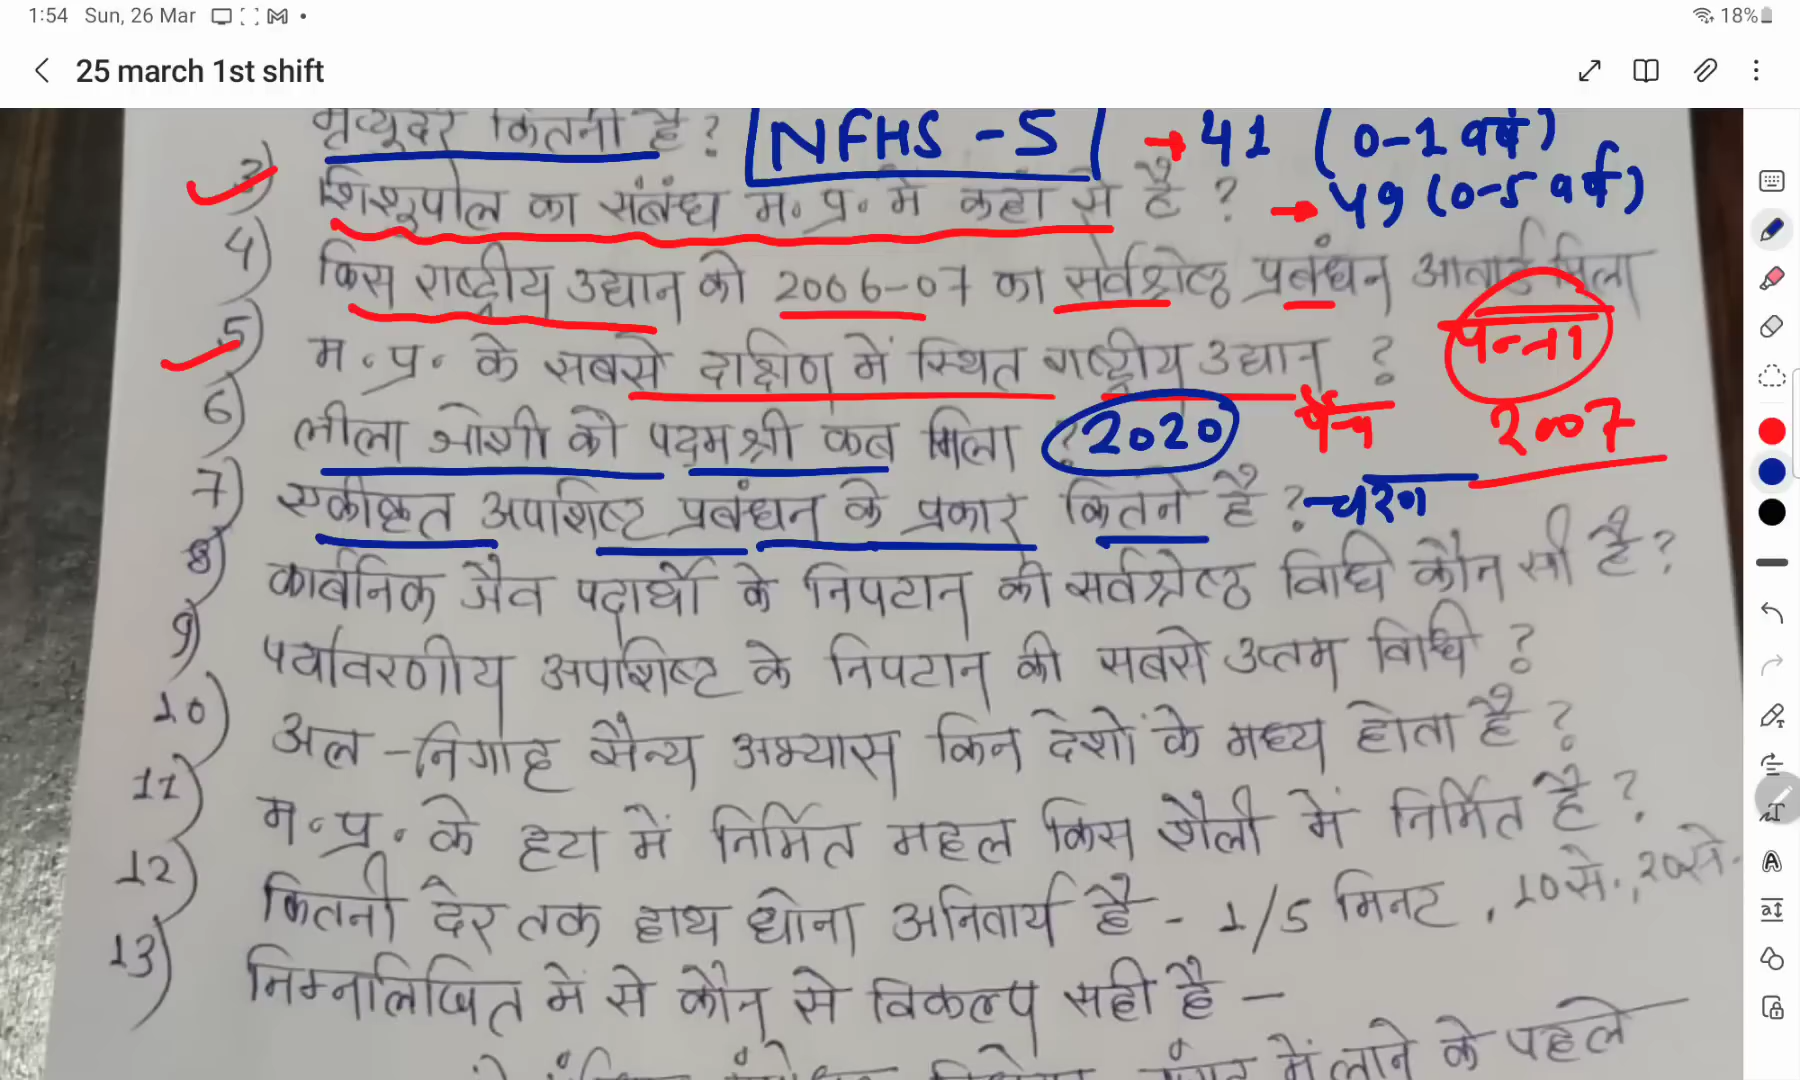 1:54 Sun, 26 Mar
18%
25 march 1st shift
मृत्यूदर कितनी है? NFHS-5 → 41 (0-1 वर्ष)
3) शिशुपाल का संबंध म.प्र. में कहां से है ? → 49 (0-5 वर्ष)
4) किस राष्ट्रीय उद्यान को 2006-07 का सर्वश्रेष्ठ प्रबंधन आवार्ड मिला
पन्ना
5) म.प्र. के सबसे दक्षिण में स्थित राष्ट्रीय उद्यान ?
पेंच 2007
6) लीला जोशी को पद्मश्री कब मिला ? 2020
7) एकीकृत अपशिष्ट प्रबंधन के प्रकार कितने है ?
8) कार्बनिक जैव पदार्थो के निपटान की सर्वश्रेष्ठ विधि कौन सी है ?
9) पर्यावरणीय अपशिष्ट के निपटान की सबसे उत्तम विधि ?
10) अल-निगाह सैन्य अभ्यास किन देशों के मध्य होता है ?
11) म.प्र. के हटा में निर्मित महल किस शैली में निर्मित है ?
12) कितनी देर तक हाथ धोना अनिवार्य है - 1/5 मिनट, 10से., 20से.
13) निम्नलिखित में से कौन से विकल्प सही है -
में लाने के पहले